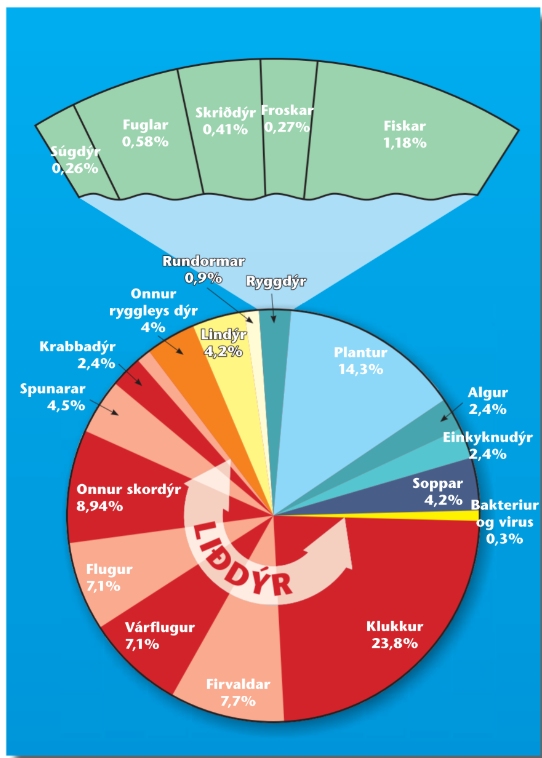 Súgdýr
0,26%
Fuglar
0,58%
Skriðdýr
0,41%
Froskar
0,27%
Fiskar
1,18%
Rundormar
0,9%
Ryggdýr
Onnur
ryggleys dýr
4%
Lindýr
4,2%
Krabbadýr
2,4%
Spunarar
4,5%
Plantur
14,3%
Algur
2,4%
Einkyknudýr
2,4%
Soppar
4,2%
Bakteriur
og virus
0,3%
Onnur skordýr
8,94%
Flugur
7,1%
Várflugur
7,1%
Firvaldar
7,7%
Klukkur
23,8%
LIÐDÝR